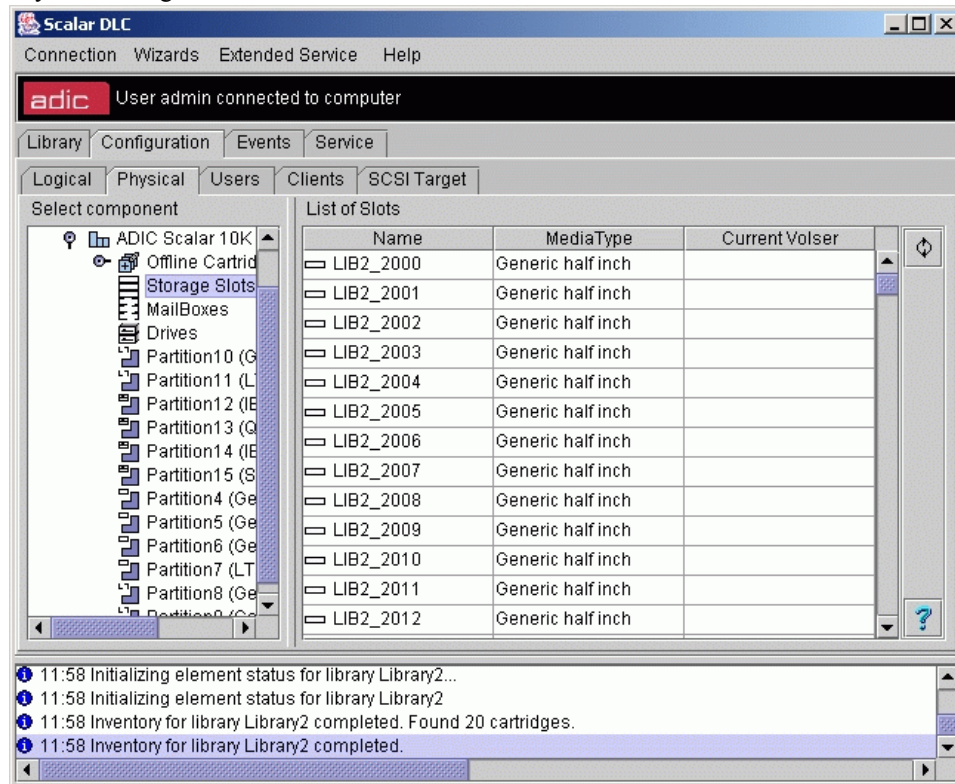 Scalar DLC
Connection Wizards Extended Service Help
adic User admin connected to computer
Library Configuration Events Service
Logical Physical Users Clients SCSI Target
Select component
ADIC Scalar 10K
Offline Cartrid
Storage Slots
MailBoxes
Drives
Partition10 (G
Partition11 (L
Partition12 (IE
Partition13 (Q
Partition14 (IE
Partition15 (S
Partition4 (Ge
Partition5 (Ge
Partition6 (Ge
Partition7 (LT
Partition8 (Ge
List of Slots
Name MediaType Current Volser
LIB2_2000 Generic half inch
LIB2_2001 Generic half inch
LIB2_2002 Generic half inch
LIB2_2003 Generic half inch
LIB2_2004 Generic half inch
LIB2_2005 Generic half inch
LIB2_2006 Generic half inch
LIB2_2007 Generic half inch
LIB2_2008 Generic half inch
LIB2_2009 Generic half inch
LIB2_2010 Generic half inch
LIB2_2011 Generic half inch
LIB2_2012 Generic half inch
11:58 Initializing element status for library Library2...
11:58 Initializing element status for library Library2
11:58 Inventory for library Library2 completed. Found 20 cartridges.
11:58 Inventory for library Library2 completed.